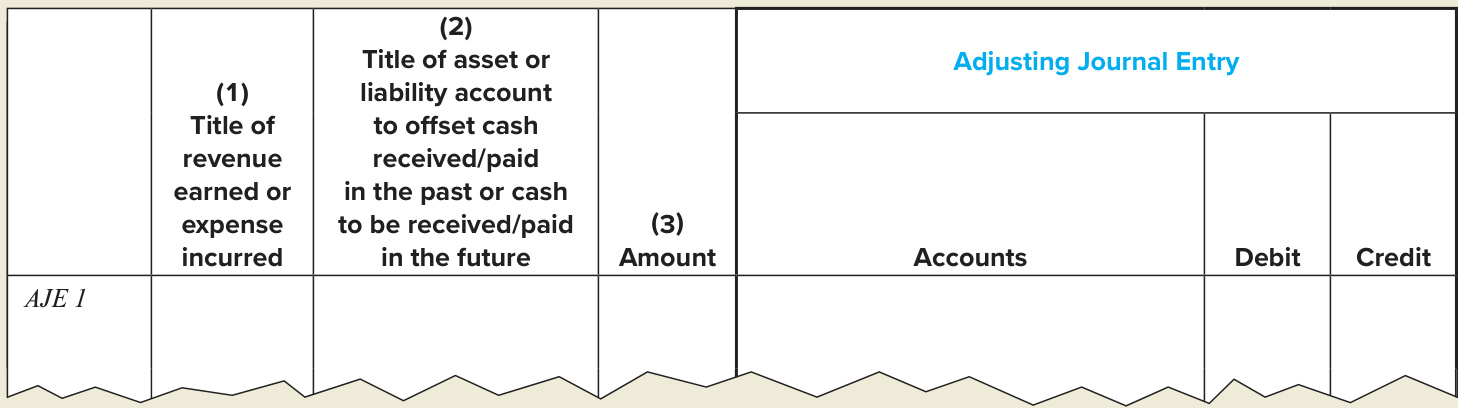 (1)
Title of
revenue
earned or
expense
incurred
(2)
Title of asset or
liability account
to offset cash
received/paid
in the past or cash
to be received/paid
in the future
(3)
Amount
Adjusting Journal Entry
Accounts
Debit
Credit
AJE 1